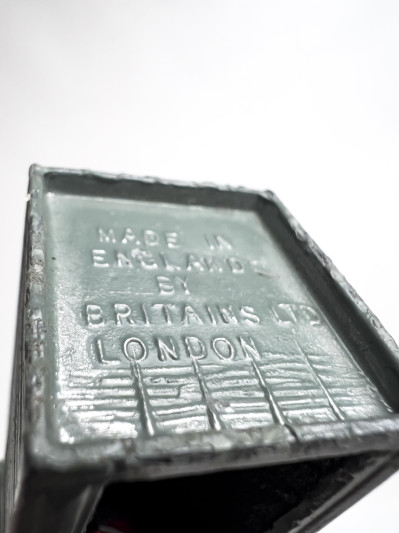 MADE IN
ENGLAND
BY
BRITAINS LTD
LONDON